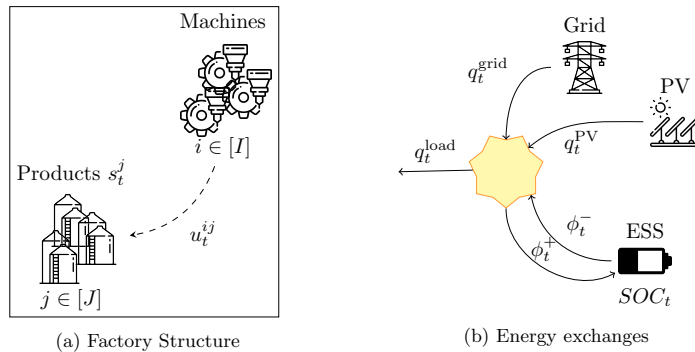 Machines
i ∈ [I]
Products s_t^j
u_t^{ij}
j ∈ [J]
(a) Factory Structure
Grid
q_t^{grid}
PV
q_t^{PV}
q_t^{load}
ϕ_t^-
ESS
ϕ_t^+
SOC_t
(b) Energy exchanges